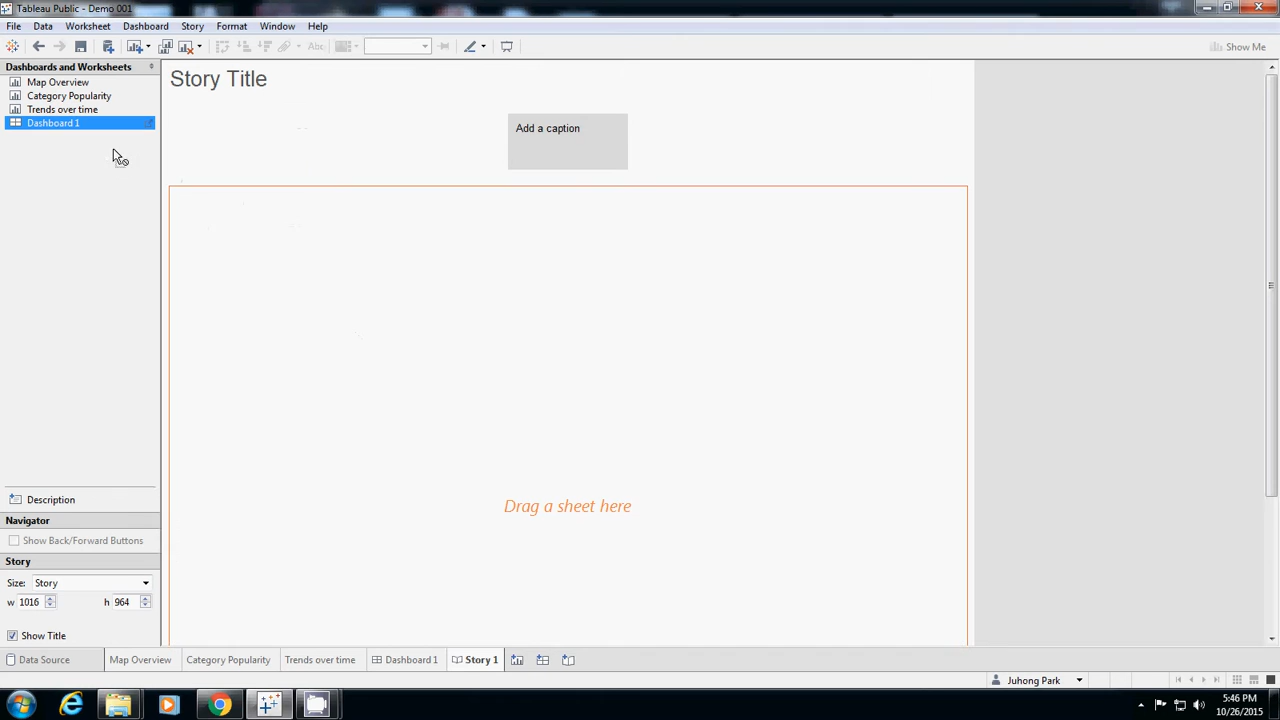 Tableau Public - Demo 001
File Data Worksheet Dashboard Story Format Window Help
Abc Show Me
Dashboards and Worksheets
Map Overview
Category Popularity
Trends over time
Dashboard 1
Story Title
Add a caption
Drag a sheet here
Description
Navigator
Show Back/Forward Buttons
Story
Size: Story
w 1016 h 964
Show Title
Data Source Map Overview Category Popularity Trends over time Dashboard 1 Story 1
Juhong Park
5:46 PM
10/26/2015